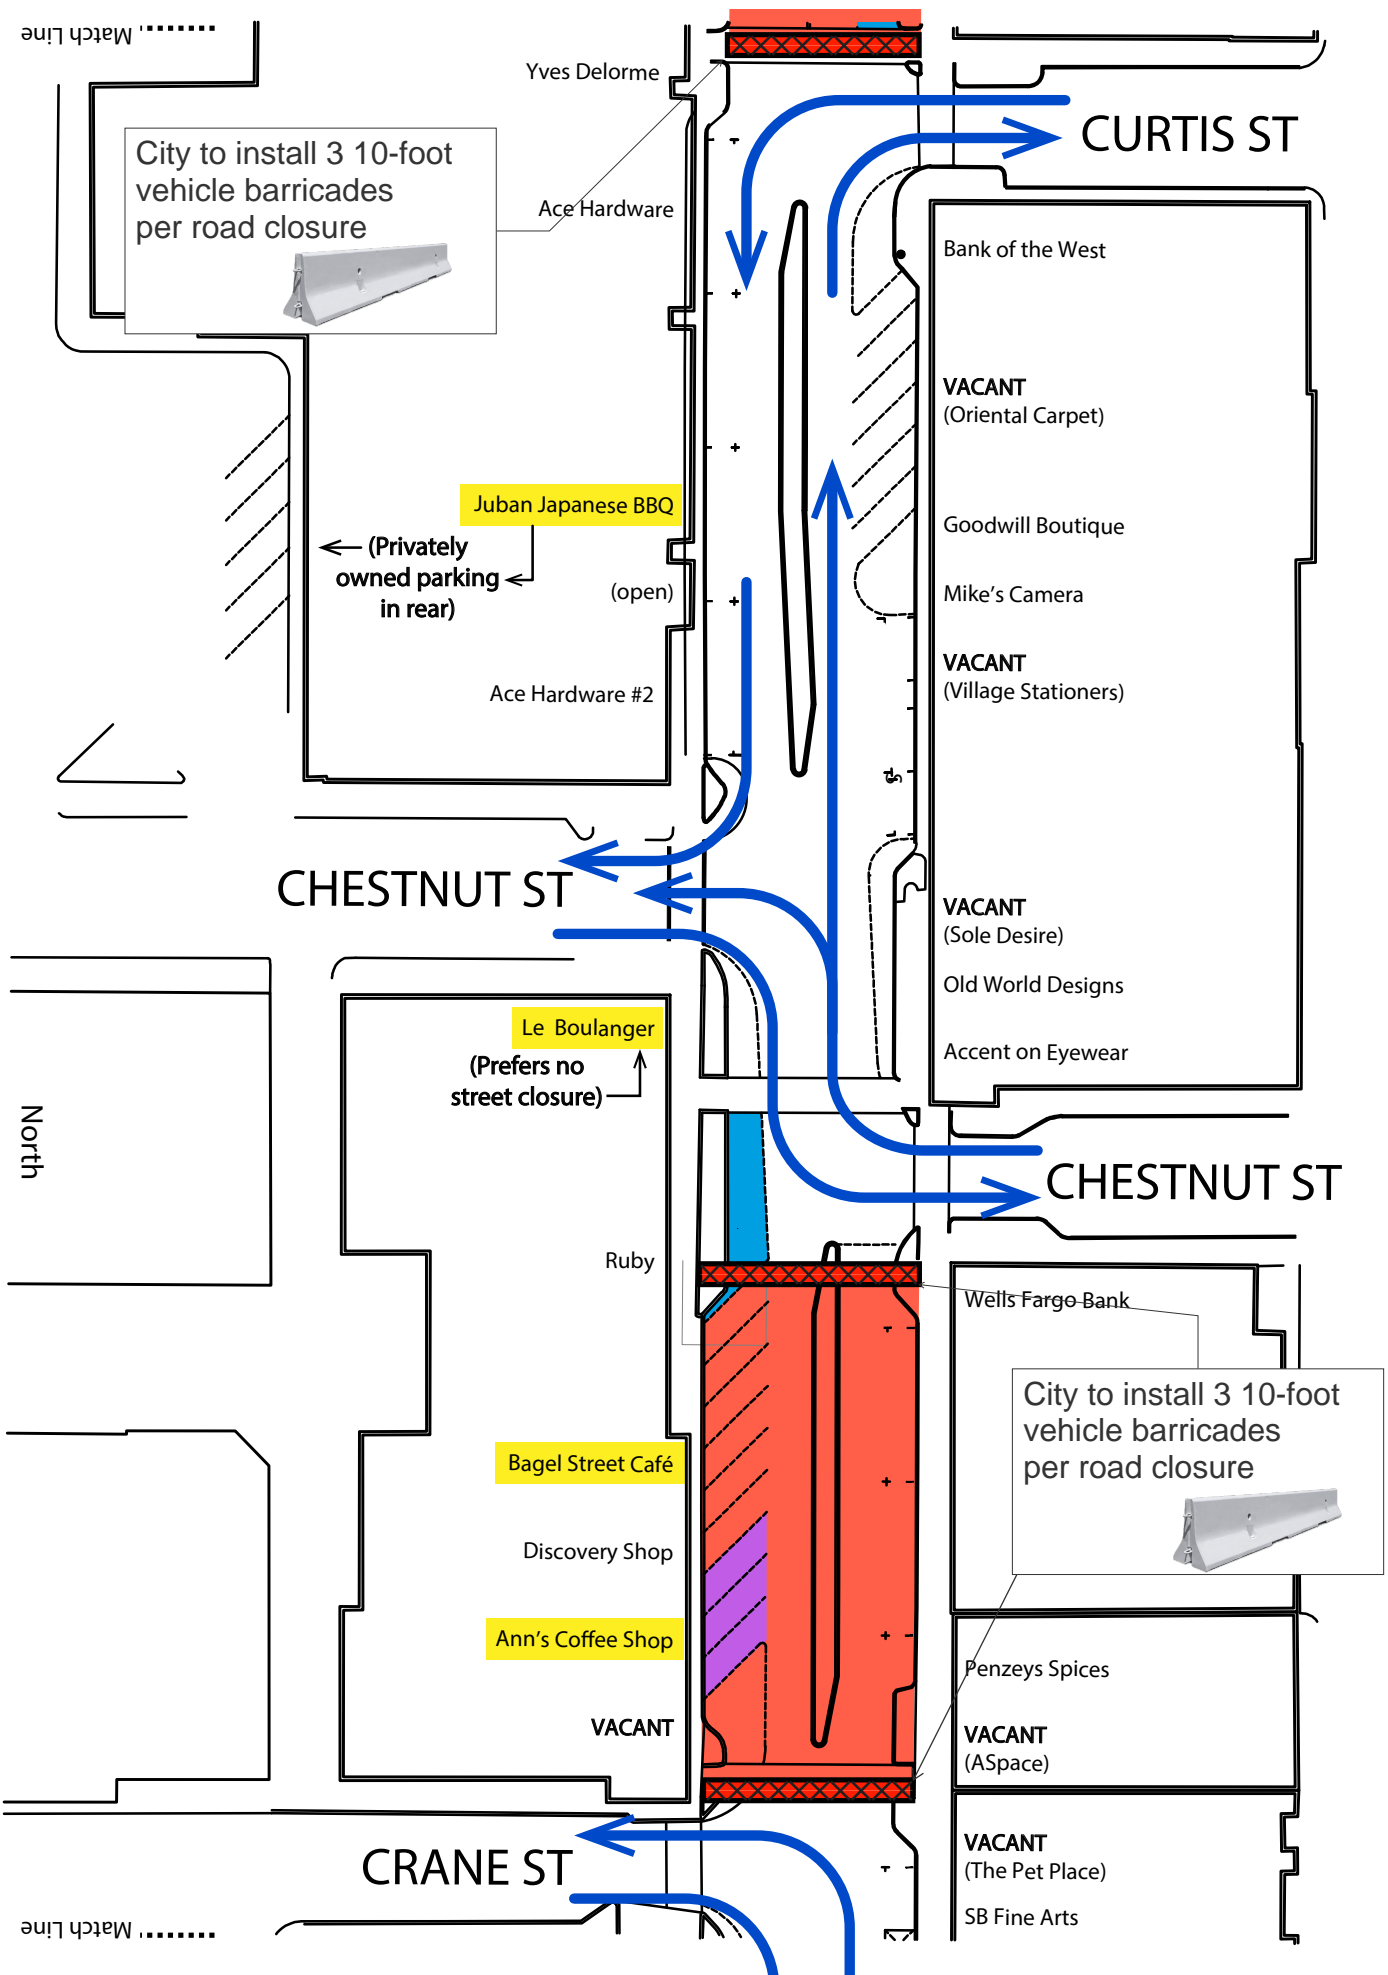 Match Line
Yves Delorme
CURTIS ST
City to install 3 10-foot
vehicle barricades
per road closure
Ace Hardware
Bank of the West
VACANT
(Oriental Carpet)
Juban Japanese BBQ
(Privately
owned parking
in rear)
Goodwill Boutique
(open)
Mike's Camera
VACANT
(Village Stationers)
Ace Hardware #2
CHESTNUT ST
VACANT
(Sole Desire)
Old World Designs
Le Boulanger
(Prefers no
street closure)
Accent on Eyewear
North
CHESTNUT ST
Ruby
Wells Fargo Bank
City to install 3 10-foot
vehicle barricades
per road closure
Bagel Street Café
Discovery Shop
Ann's Coffee Shop
Penzeys Spices
VACANT
VACANT
(ASpace)
CRANE ST
VACANT
(The Pet Place)
SB Fine Arts
Match Line